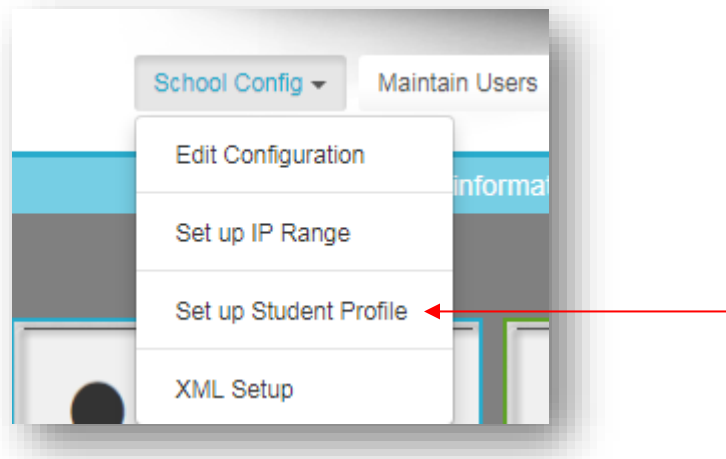 School Config Maintain Users
Edit Configuration
Set up IP Range
Set up Student Profile
XML Setup